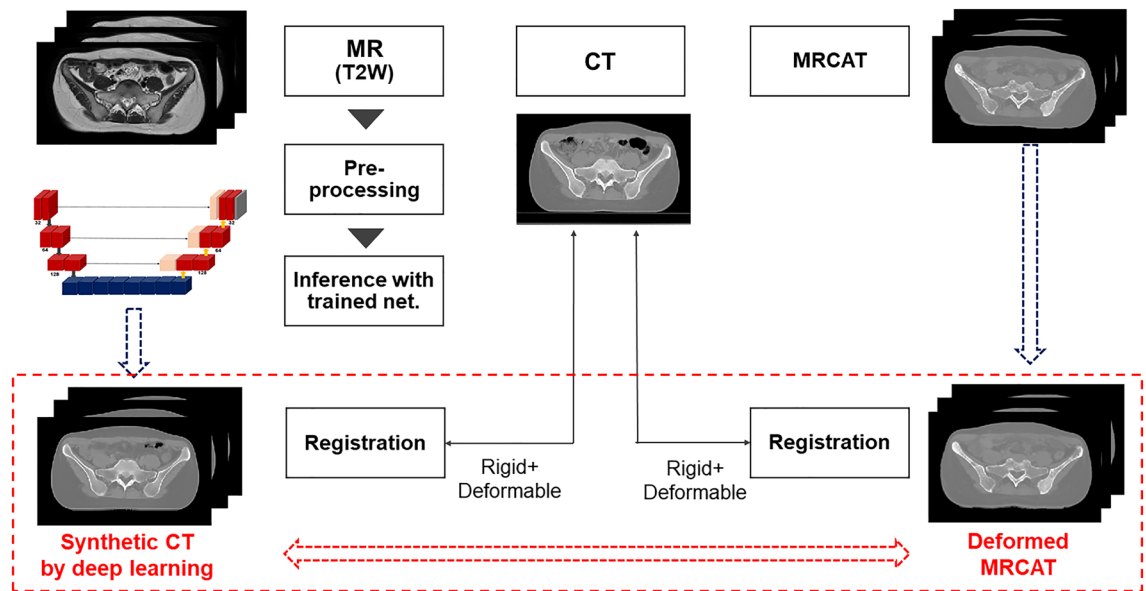 MR
(T2W)
CT
MRCAT
Pre-
processing
32
32
64
64
128
128
Inference with
trained net.
Registration
Registration
Rigid+
Deformable
Rigid+
Deformable
Synthetic CT
by deep learning
Deformed
MRCAT